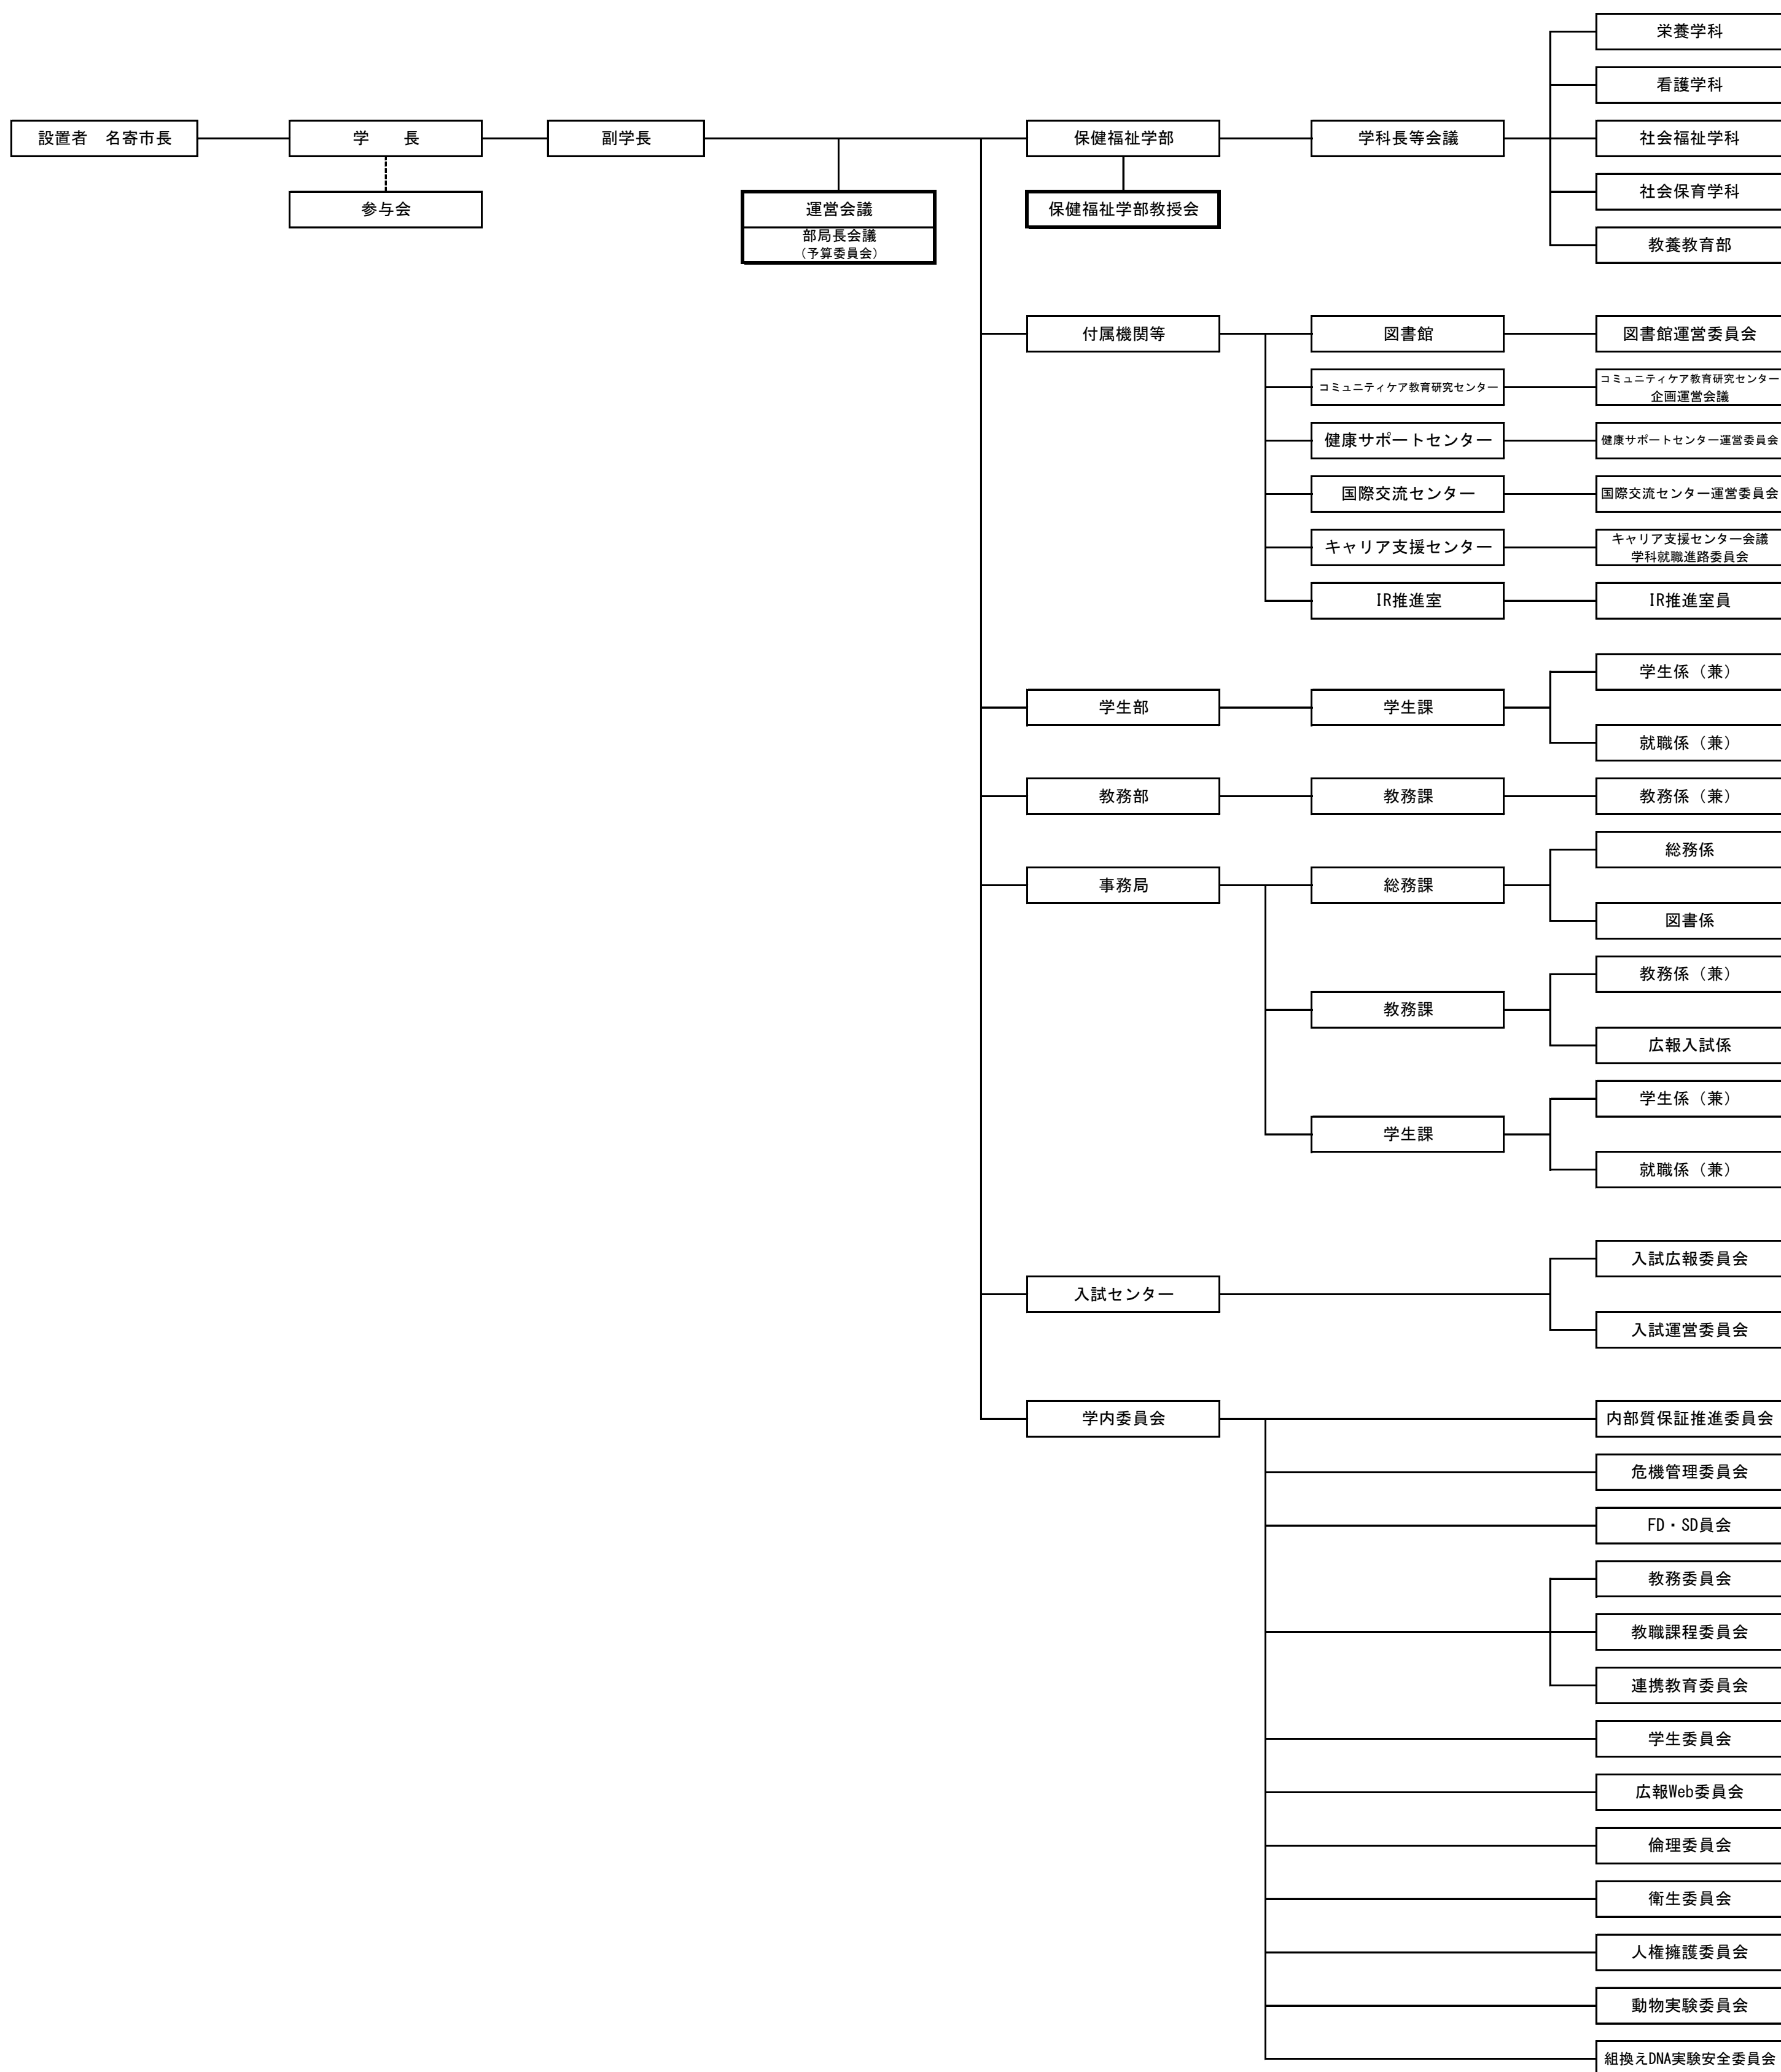 設置者　名寄市長
学　　長
参与会
副学長
運営会議
部局長会議
（予算委員会）
保健福祉学部
保健福祉学部教授会
学科長等会議
栄養学科
看護学科
社会福祉学科
社会保育学科
教養教育部
付属機関等
図書館
図書館運営委員会
コミュニティケア教育研究センター
コミュニティケア教育研究センター
企画運営会議
健康サポートセンター
健康サポートセンター運営委員会
国際交流センター
国際交流センター運営委員会
キャリア支援センター
キャリア支援センター会議
学科就職進路委員会
IR推進室
IR推進室員
学生部
学生課
学生係（兼）
就職係（兼）
教務部
教務課
教務係（兼）
事務局
総務課
総務係
図書係
教務課
教務係（兼）
広報入試係
学生課
学生係（兼）
就職係（兼）
入試センター
入試広報委員会
入試運営委員会
学内委員会
内部質保証推進委員会
危機管理委員会
FD・SD員会
教務委員会
教職課程委員会
連携教育委員会
学生委員会
広報Web委員会
倫理委員会
衛生委員会
人権擁護委員会
動物実験委員会
組換えDNA実験安全委員会